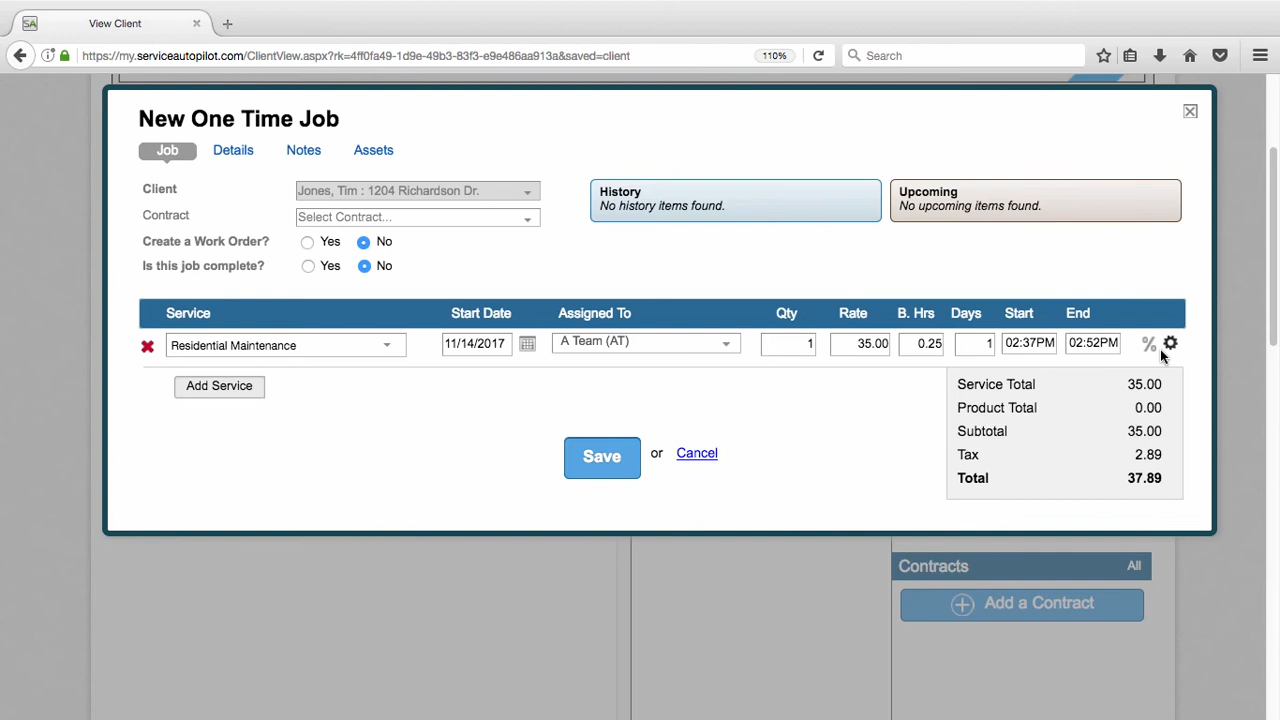 SA View Client
https://my.serviceautopilot.com/ClientView.aspx?rk=4ff0fa49-1d9e-49b3-83f3-e9e486aa913a&saved=client 110% Search
New One Time Job
Job Details Notes Assets
Client Jones, Tim : 1204 Richardson Dr.
Contract Select Contract...
Create a Work Order? Yes No
Is this job complete? Yes No
History
No history items found.
Upcoming
No upcoming items found.
Service Start Date Assigned To Qty Rate B. Hrs Days Start End
Residential Maintenance 11/14/2017 A Team (AT) 1 35.00 0.25 1 02:37PM 02:52PM %
Add Service
Service Total 35.00
Product Total 0.00
Subtotal 35.00
Tax 2.89
Total 37.89
Save or Cancel
Contracts All
Add a Contract